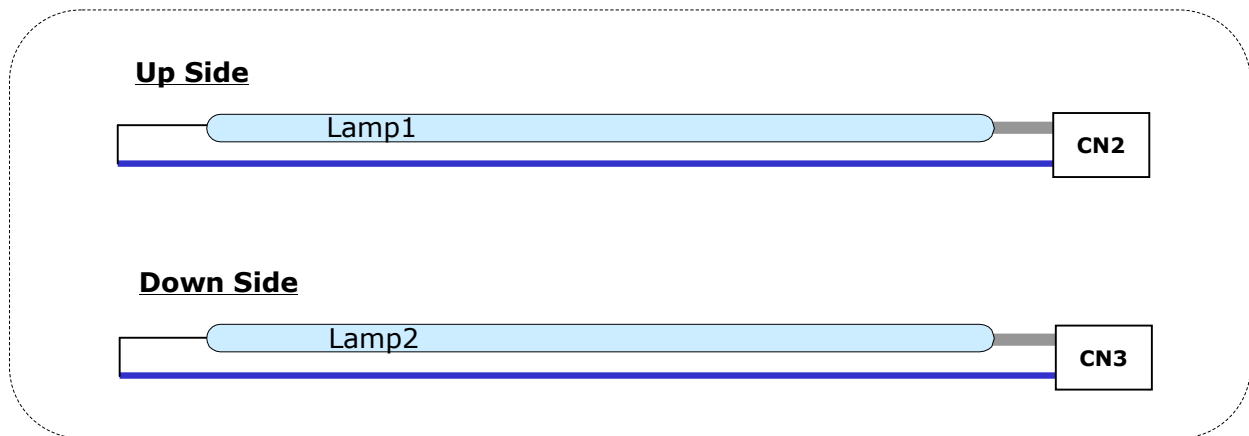 Up Side
Lamp1
CN2
Down Side
Lamp2
CN3